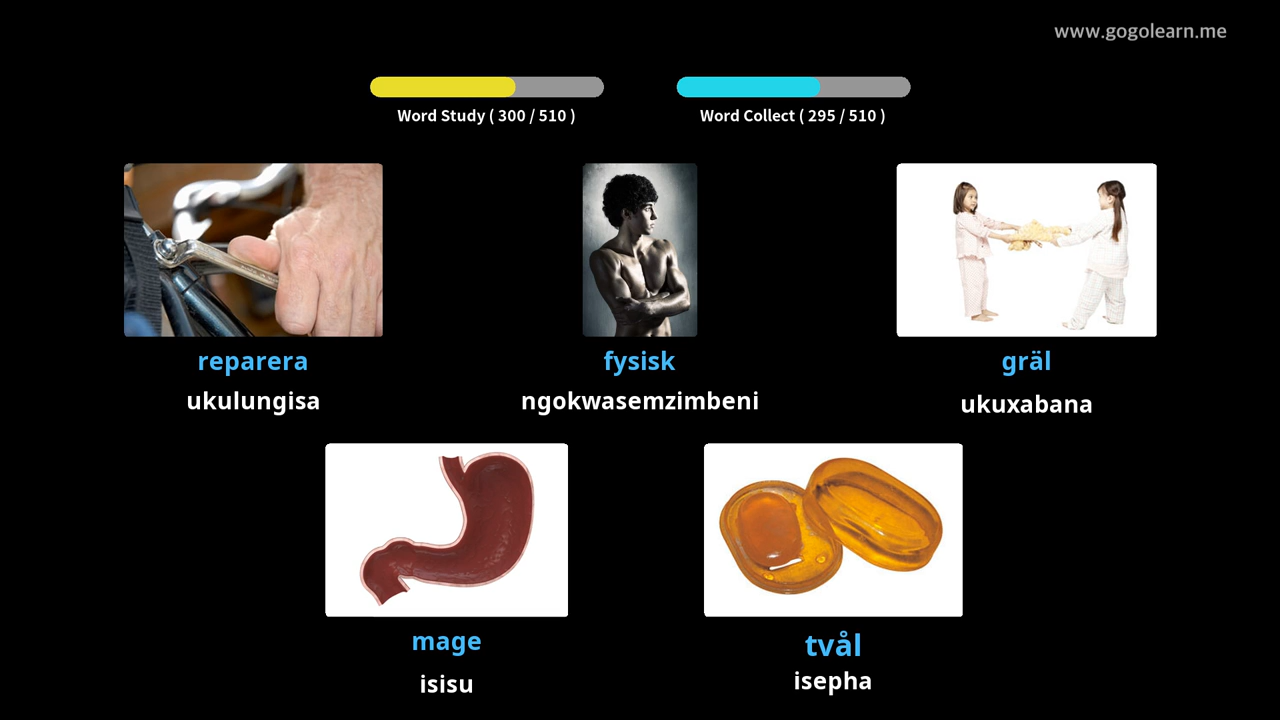 www.gogolearn.me
Word Study ( 300 / 510 )
Word Collect ( 295 / 510 )
reparera
ukulungisa
fysisk
ngokwasemzimbeni
gräl
ukuxabana
mage
isisu
tvål
isepha